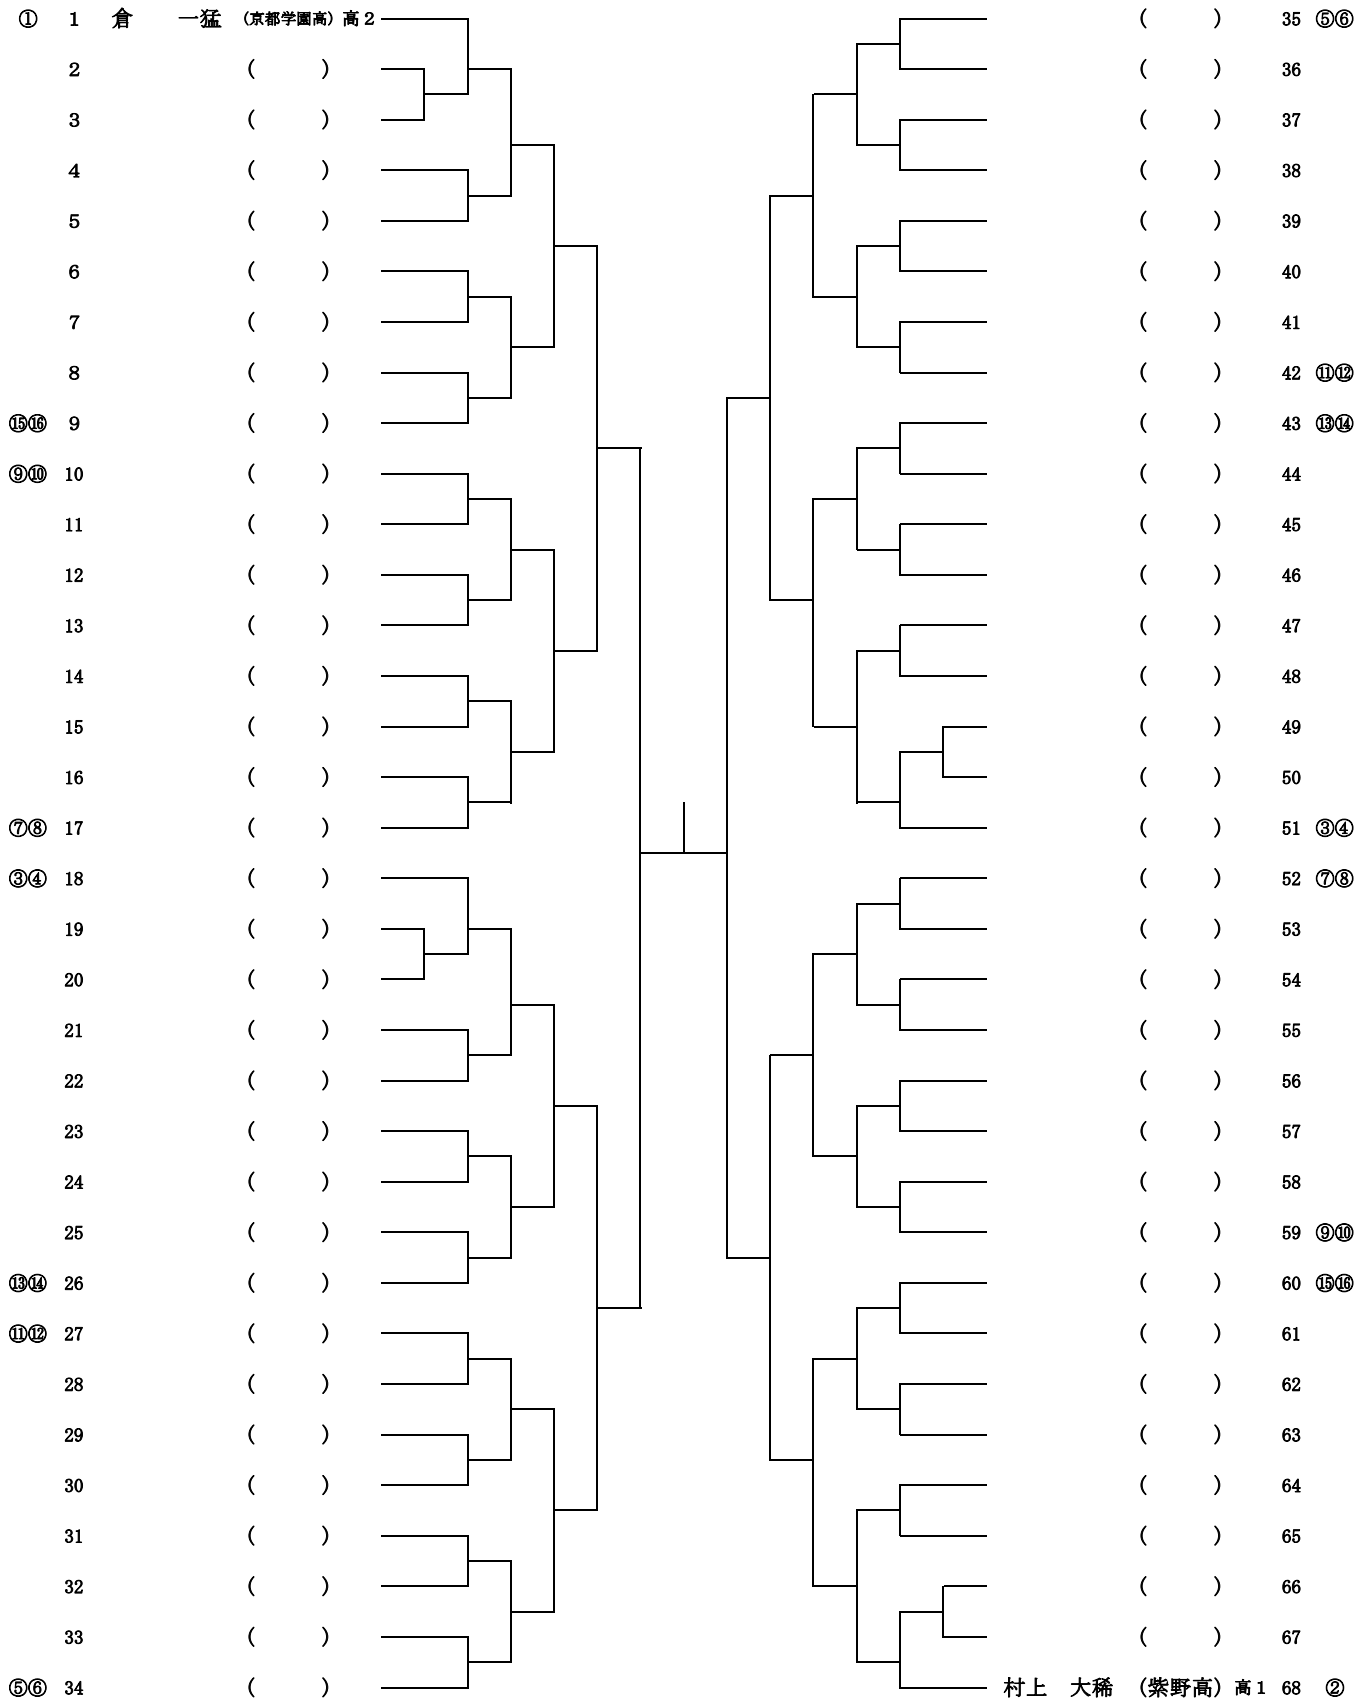 ① 1 倉　一猛 (京都学園高) 高2
2 (　)
3 (　)
4 (　)
5 (　)
6 (　)
7 (　)
8 (　)
⑮⑯ 9 (　)
⑨⑩ 10 (　)
11 (　)
12 (　)
13 (　)
14 (　)
15 (　)
16 (　)
⑦⑧ 17 (　)
③④ 18 (　)
19 (　)
20 (　)
21 (　)
22 (　)
23 (　)
24 (　)
25 (　)
⑬⑭ 26 (　)
⑪⑫ 27 (　)
28 (　)
29 (　)
30 (　)
31 (　)
32 (　)
33 (　)
⑤⑥ 34 (　)
(　) 35 ⑤⑥
(　) 36
(　) 37
(　) 38
(　) 39
(　) 40
(　) 41
(　) 42 ⑪⑫
(　) 43 ⑬⑭
(　) 44
(　) 45
(　) 46
(　) 47
(　) 48
(　) 49
(　) 50
(　) 51 ③④
(　) 52 ⑦⑧
(　) 53
(　) 54
(　) 55
(　) 56
(　) 57
(　) 58
(　) 59 ⑨⑩
(　) 60 ⑮⑯
(　) 61
(　) 62
(　) 63
(　) 64
(　) 65
(　) 66
(　) 67
村上　大稀 (紫野高) 高1 68 ②